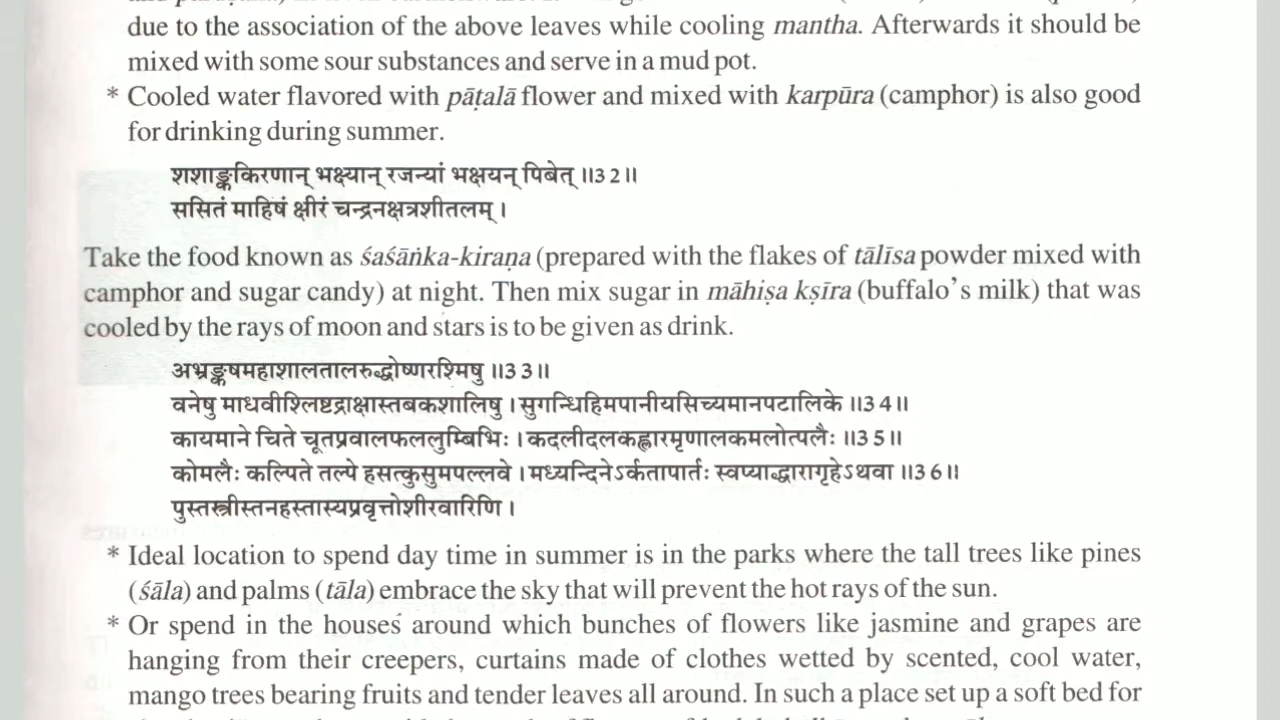 due to the association of the above leaves while cooling mantha. Afterwards it should be
mixed with some sour substances and serve in a mud pot.
* Cooled water flavored with pāṭalā flower and mixed with karpūra (camphor) is also good
for drinking during summer.
शशाङ्ककिरणान् भक्ष्यान् रजन्यां भक्षयन् पिबेत् ॥32॥
ससितं माहिषं क्षीरं चन्द्रनक्षत्रशीतलम् ।
Take the food known as śaśāṅka-kiraṇa (prepared with the flakes of tālīsa powder mixed with
camphor and sugar candy) at night. Then mix sugar in māhiṣa kṣīra (buffalo's milk) that was
cooled by the rays of moon and stars is to be given as drink.
अभ्रङ्कषमहाशालतालरुद्धोष्णरश्मिषु ॥33॥
वनेषु माधवीश्लिष्टद्राक्षास्तबकशालिषु । सुगन्धिहिमपानीयसिच्यमानपटालिके ॥34॥
कायमाने चिते चूतप्रवालफललुम्बिभिः । कदलीदलकह्लारमृणालकमलोत्पलैः ॥35॥
कोमलैः कल्पिते तल्पे हसत्कुसुमपल्लवे । मध्यन्दिनेऽर्कतापार्तः स्वप्याद्धारागृहेऽथवा ॥36॥
पुस्तस्त्रीस्तनहस्तास्यप्रवृत्तोशीरवारिणि ।
* Ideal location to spend day time in summer is in the parks where the tall trees like pines
(śāla) and palms (tāla) embrace the sky that will prevent the hot rays of the sun.
* Or spend in the houses around which bunches of flowers like jasmine and grapes are
hanging from their creepers, curtains made of clothes wetted by scented, cool water,
mango trees bearing fruits and tender leaves all around. In such a place set up a soft bed for